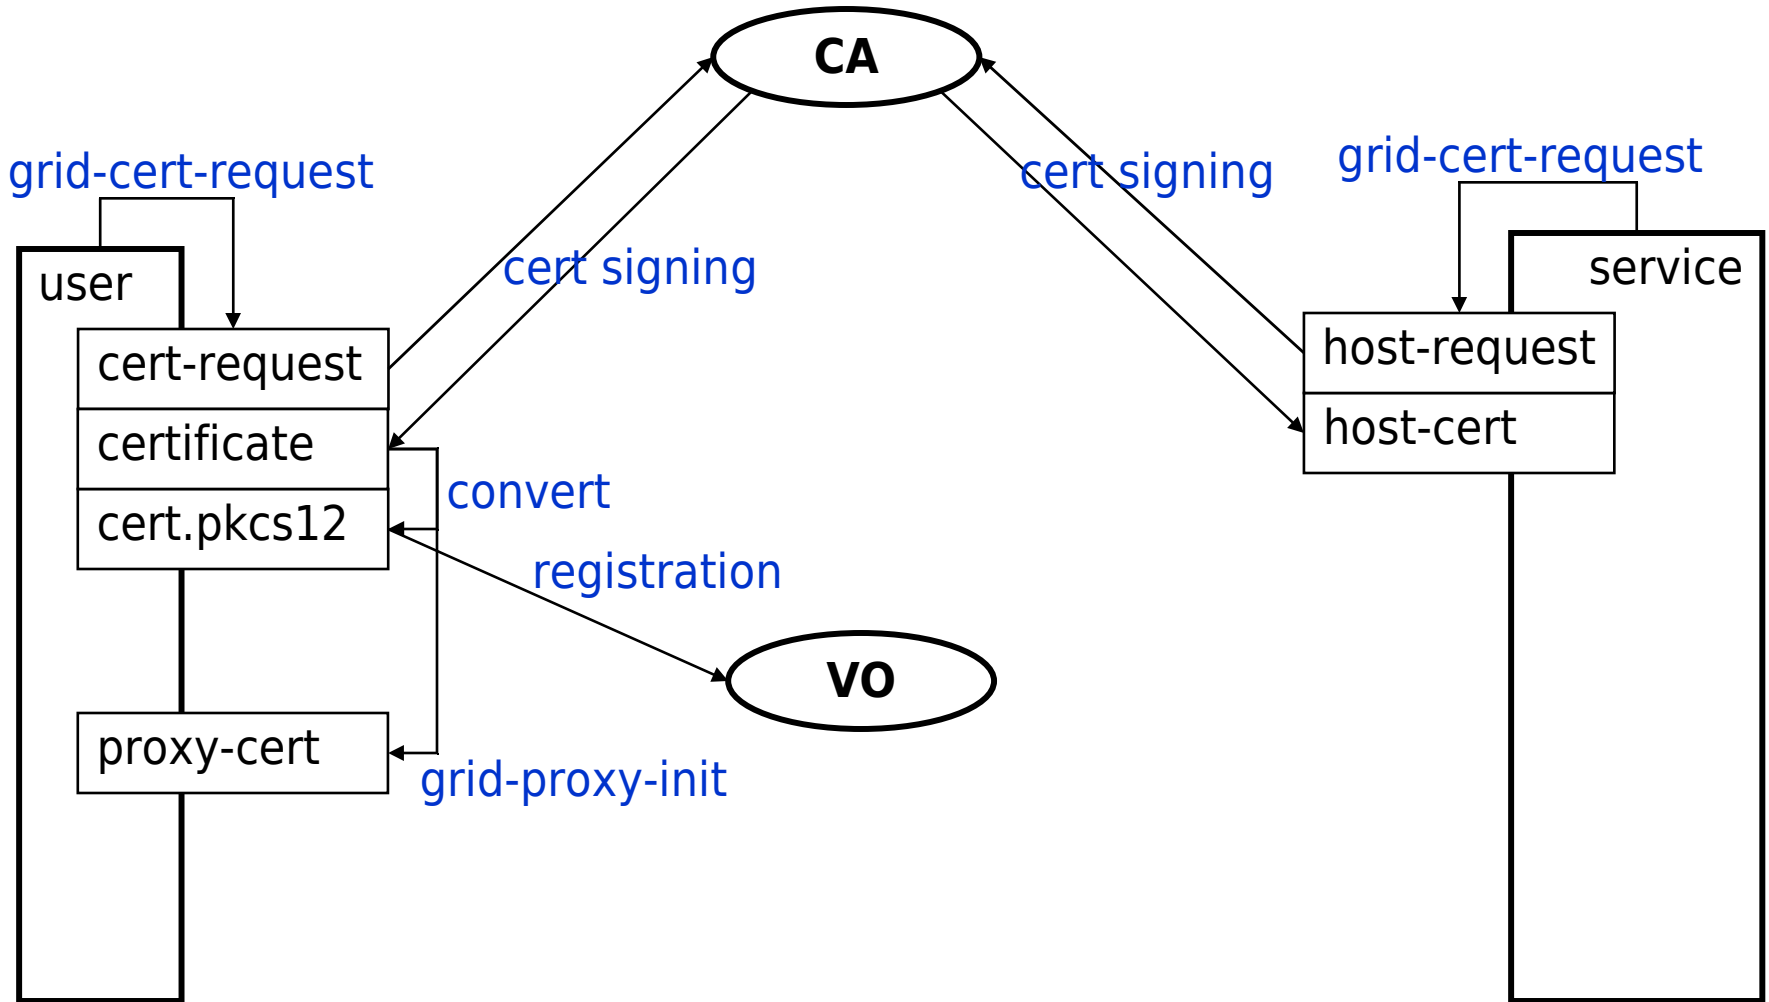 CA
grid-cert-request
cert signing
grid-cert-request
user
cert signing
service
cert-request
host-request
certificate
host-cert
convert
cert.pkcs12
registration
VO
proxy-cert
grid-proxy-init